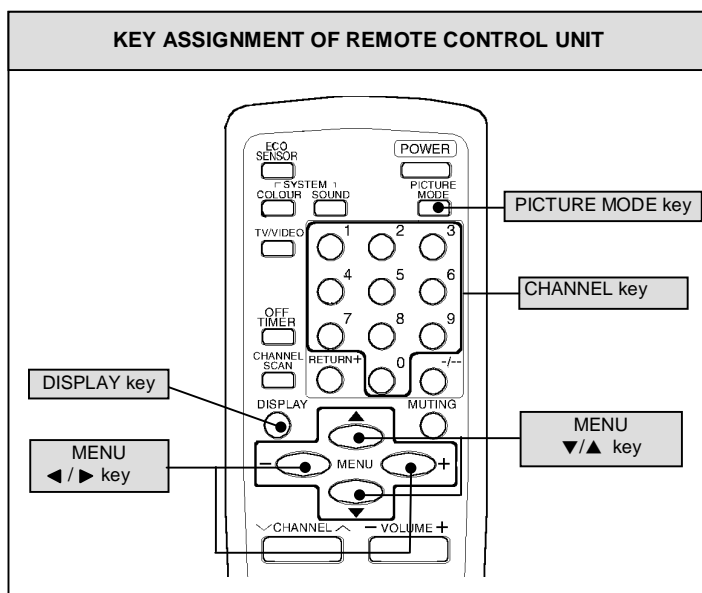 KEY ASSIGNMENT OF REMOTE CONTROL UNIT
ECO
SENSOR
POWER
SYSTEM
COLOUR SOUND
PICTURE
MODE
PICTURE MODE key
TV/VIDEO
1 2 3
4 5 6
CHANNEL key
OFF
TIMER
7 8 9
CHANNEL
SCAN
RETURN+
0
-/--
DISPLAY key
DISPLAY
MUTING
▲
MENU
▼/▲ key
MENU
◀ / ▶ key
− MENU +
▼
CHANNEL
− VOLUME +